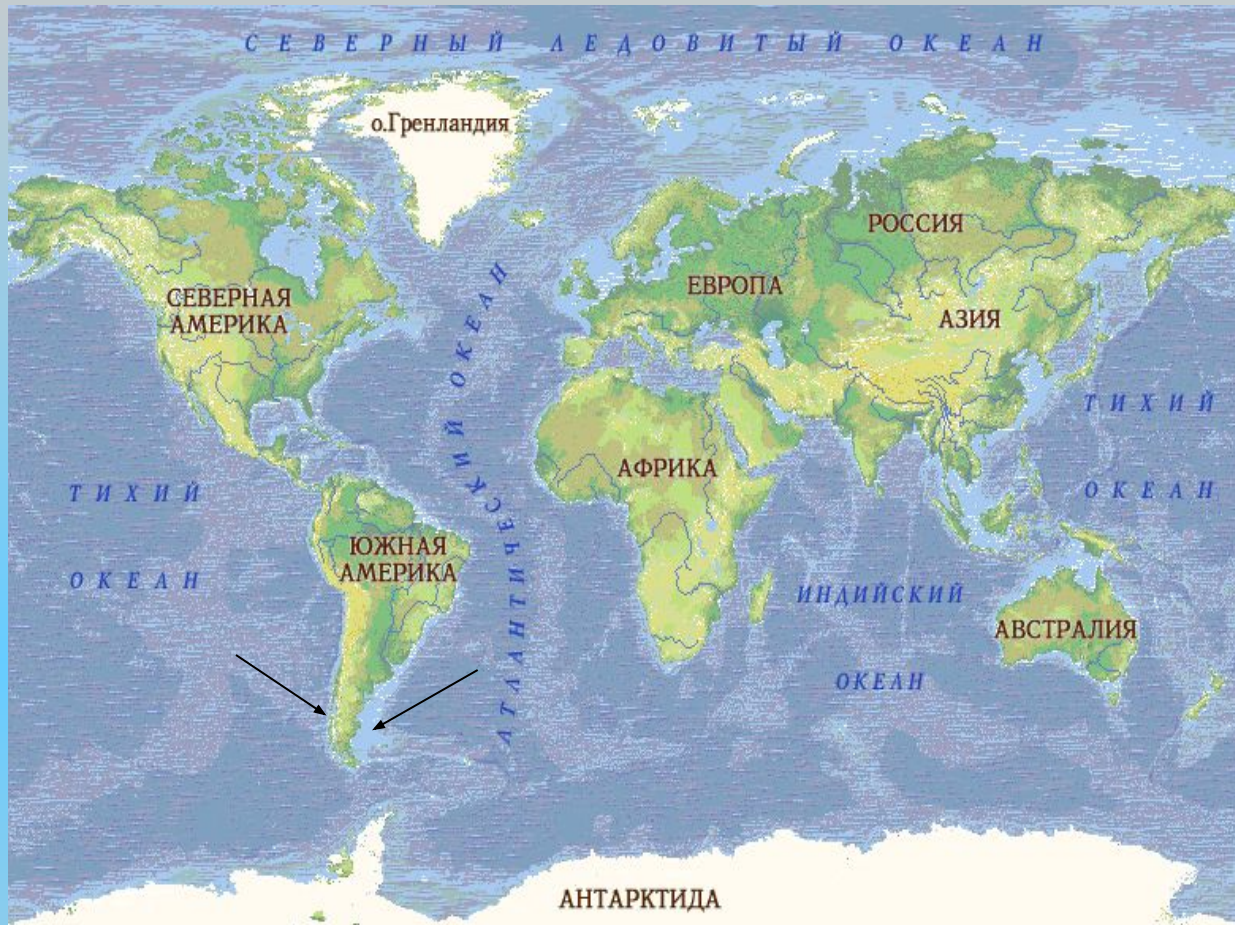 СЕВЕРНЫЙ ЛЕДОВИТЫЙ ОКЕАН
о.Гренландия
РОССИЯ
ЕВРОПА
СЕВЕРНАЯ
АМЕРИКА
АЗИЯ
АТЛАНТИЧЕСКИЙ ОКЕАН
ТИХИЙ
ОКЕАН
АФРИКА
ТИХИЙ
ОКЕАН
ЮЖНАЯ
АМЕРИКА
ИНДИЙСКИЙ
ОКЕАН
АВСТРАЛИЯ
АНТАРКТИДА